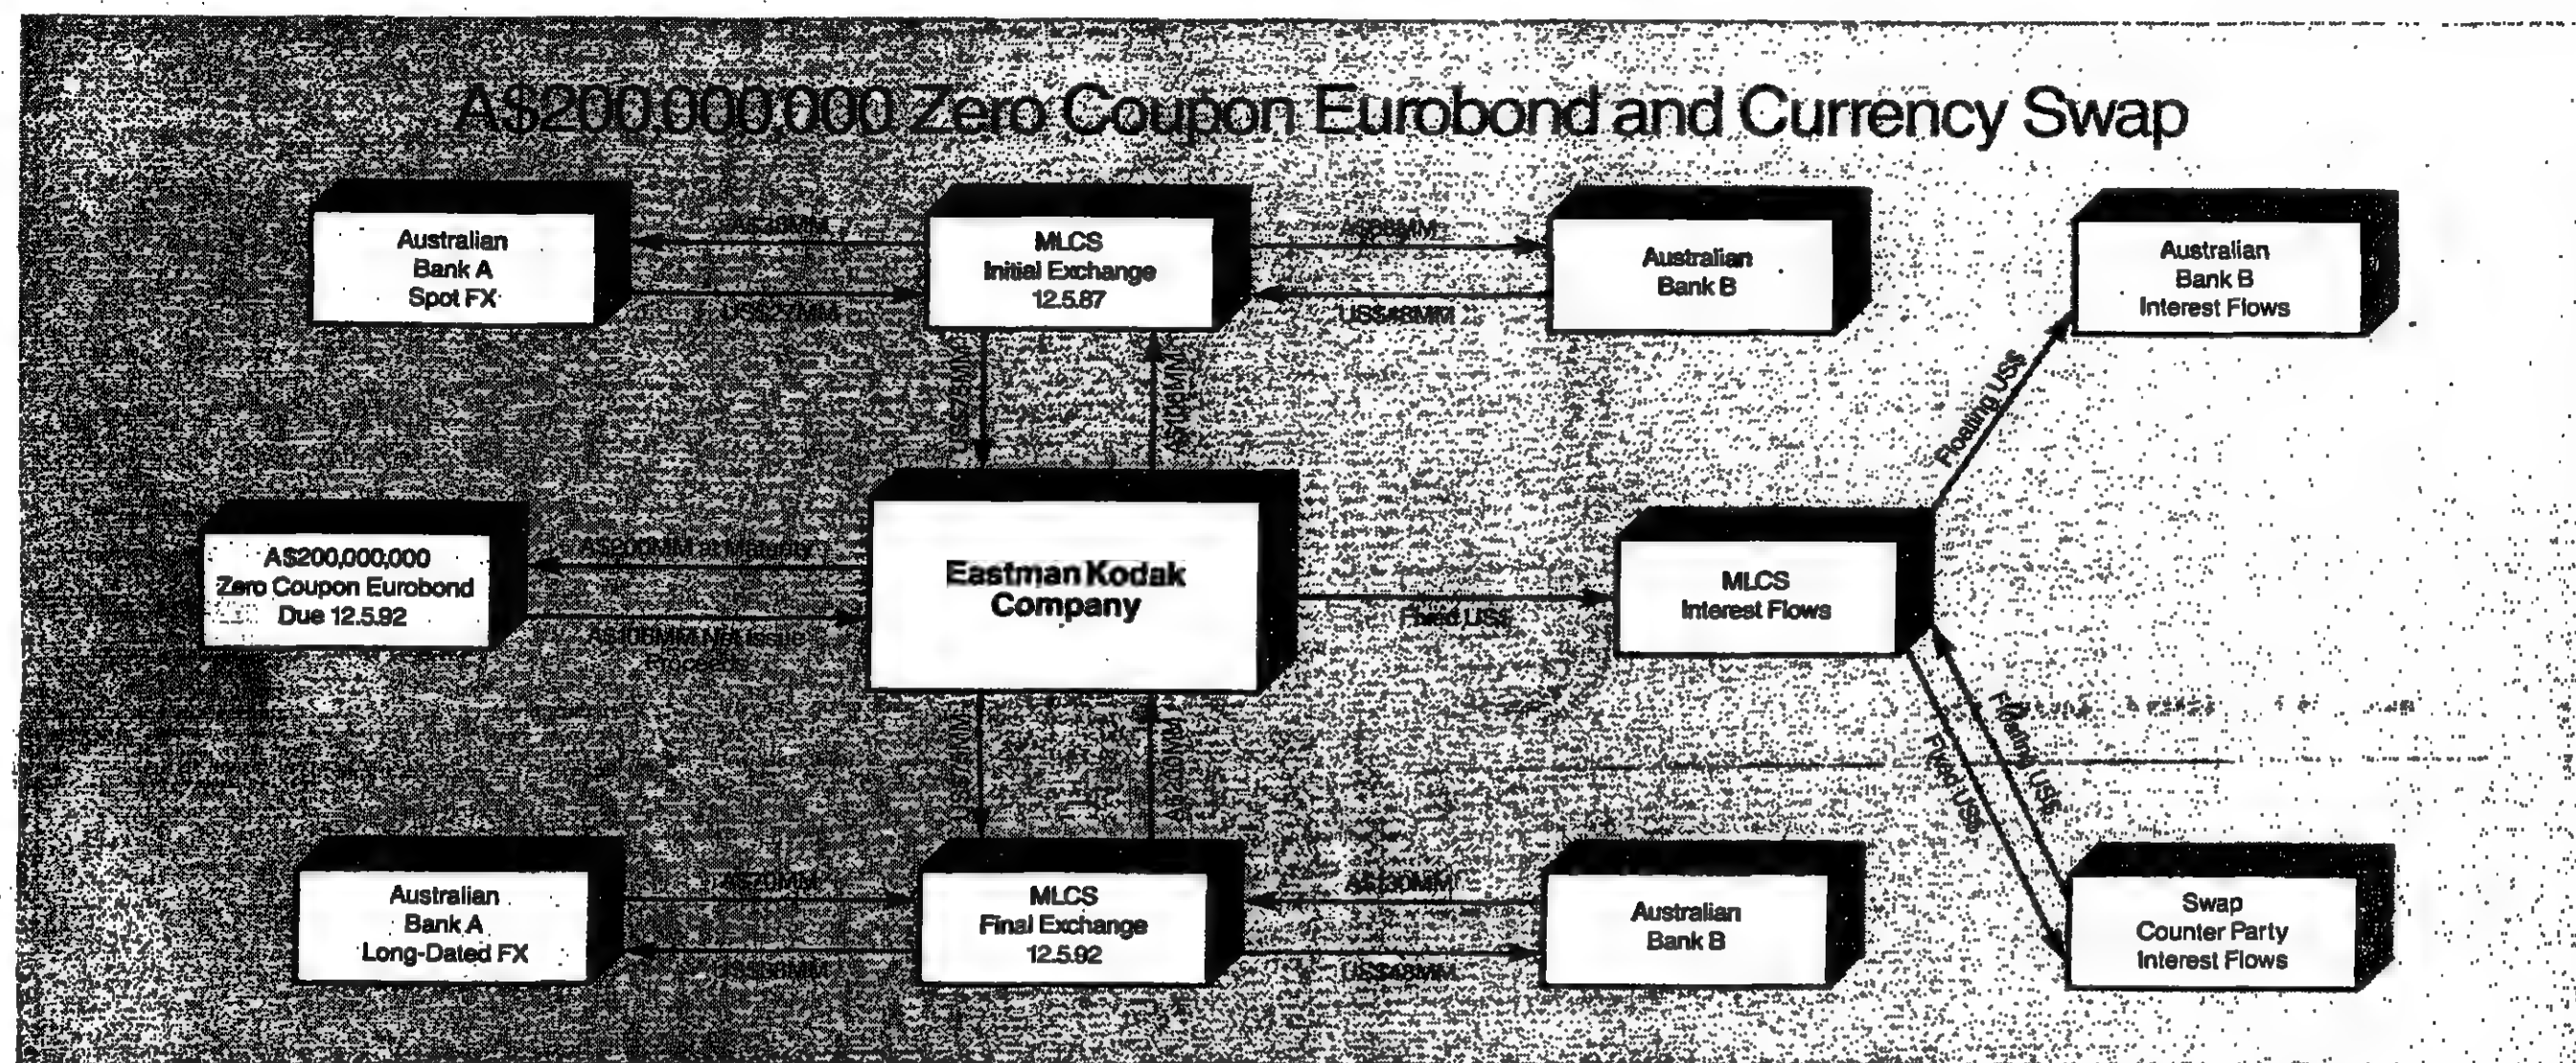 A$200,000,000 Zero Coupon Eurobond and Currency Swap
Australian
Bank A
Spot FX
MLCS
Initial Exchange
12.5.87
US$27MM
Australian
Bank B
US$48MM
Australian
Bank B
Interest Flows
Floating US$
A$200,000,000
Zero Coupon Eurobond
Due 12.5.92
A$200MM at Maturity
Net Issue
Proceeds
Eastman Kodak
Company
Fixed US$
MLCS
Interest Flows
Floating US$
Fixed US$
Australian
Bank A
Long-Dated FX
A$70MM
MLCS
Final Exchange
12.5.92
US$48MM
Australian
Bank B
Swap
Counter Party
Interest Flows